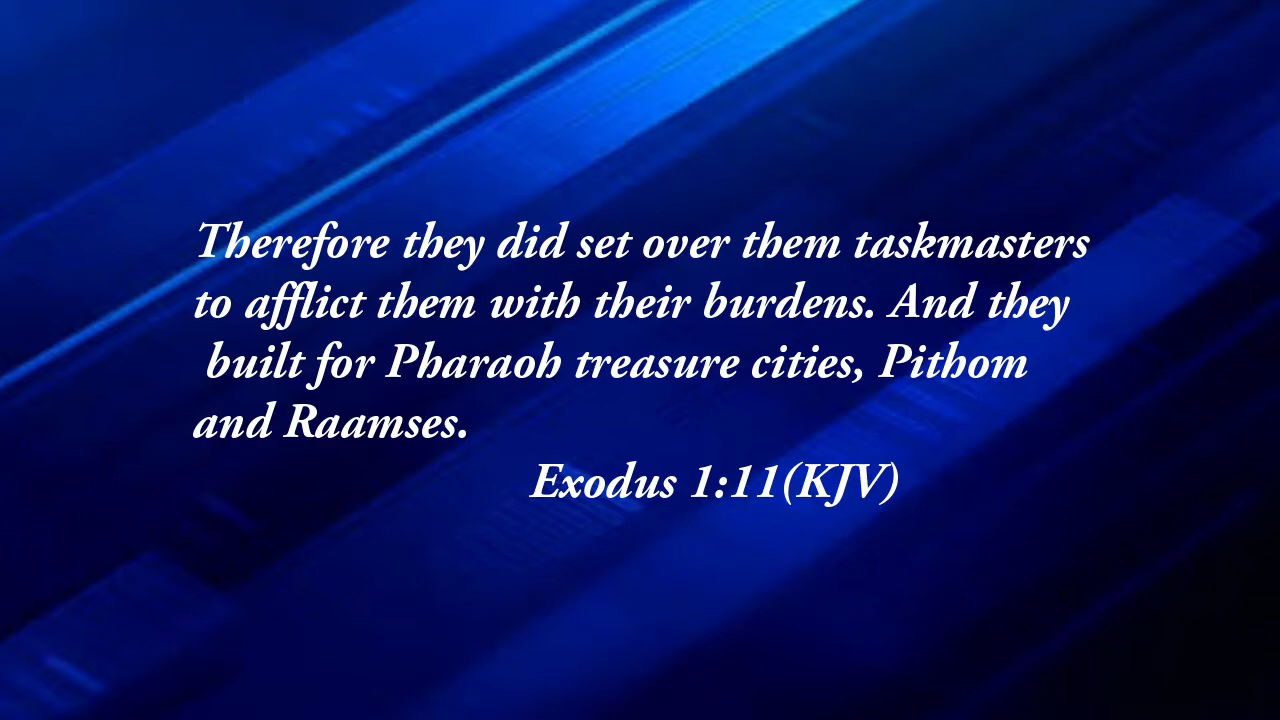 Therefore they did set over them taskmasters
to afflict them with their burdens. And they
built for Pharaoh treasure cities, Pithom
and Raamses.
Exodus 1:11(KJV)